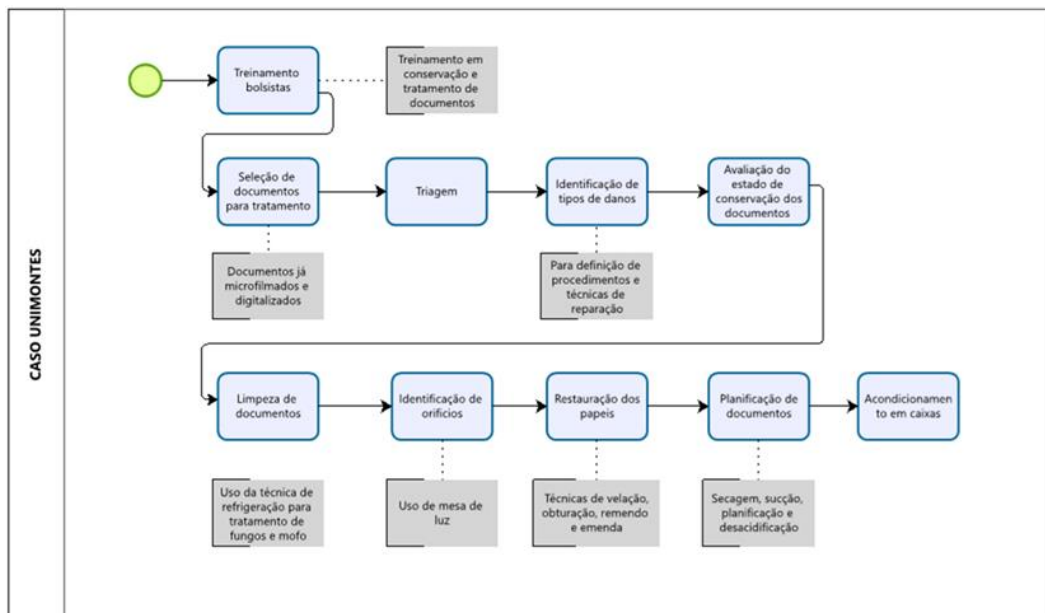 CASO UNIMONTES
Treinamento
bolsistas
Treinamento em
conservação e
tratamento de
documentos
Seleção de
documentos
para tratamento
Triagem
Identificação de
tipos de danos
Avaliação do
estado de
conservação dos
documentos
Documentos já
microfilmados e
digitalizados
Para definição de
procedimentos e
técnicas de
reparação
Limpeza de
documentos
Identificação de
orificios
Restauração dos
papeis
Planificação de
documentos
Acondicionamen
to em caixas
Uso da técnica de
refrigeração para
tratamento de
fungos e mofo
Uso de mesa de
luz
Técnicas de velação,
obturação, remendo
e emenda
Secagem, sucção,
planificação e
desacidificação